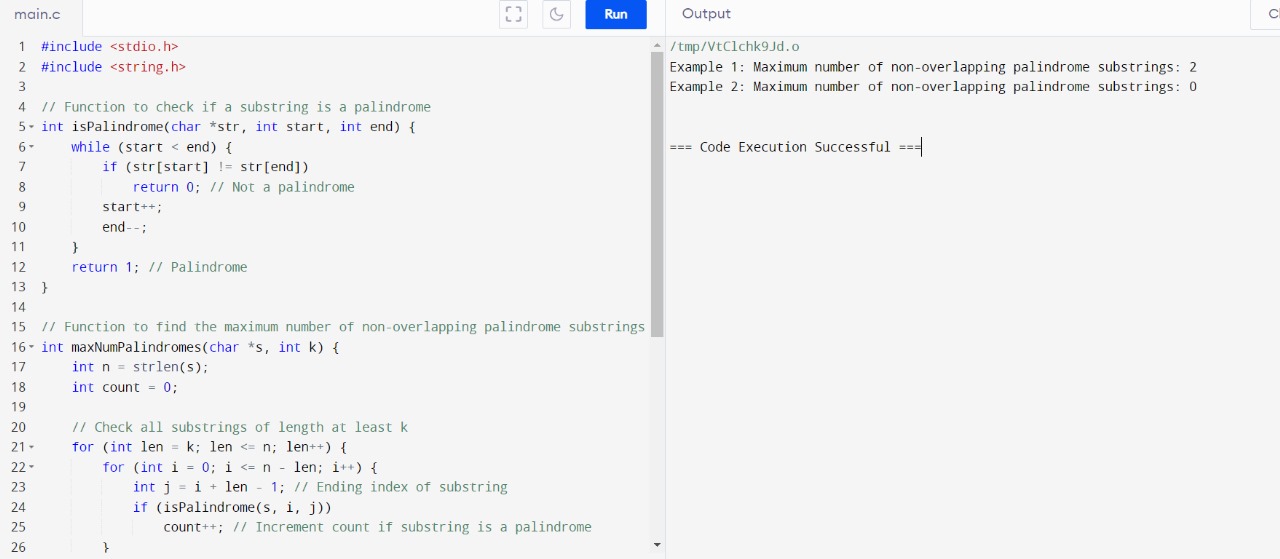 main.c
Run
Output
1 #include <stdio.h>
2 #include <string.h>
3
4 // Function to check if a substring is a palindrome
5 int isPalindrome(char *str, int start, int end) {
6     while (start < end) {
7         if (str[start] != str[end])
8             return 0; // Not a palindrome
9         start++;
10         end--;
11     }
12     return 1; // Palindrome
13 }
14
15 // Function to find the maximum number of non-overlapping palindrome substrings
16 int maxNumPalindromes(char *s, int k) {
17     int n = strlen(s);
18     int count = 0;
19
20     // Check all substrings of length at least k
21     for (int len = k; len <= n; len++) {
22         for (int i = 0; i <= n - len; i++) {
23             int j = i + len - 1; // Ending index of substring
24             if (isPalindrome(s, i, j))
25                 count++; // Increment count if substring is a palindrome
26         }
/tmp/VtClchk9Jd.o
Example 1: Maximum number of non-overlapping palindrome substrings: 2
Example 2: Maximum number of non-overlapping palindrome substrings: 0
=== Code Execution Successful ===